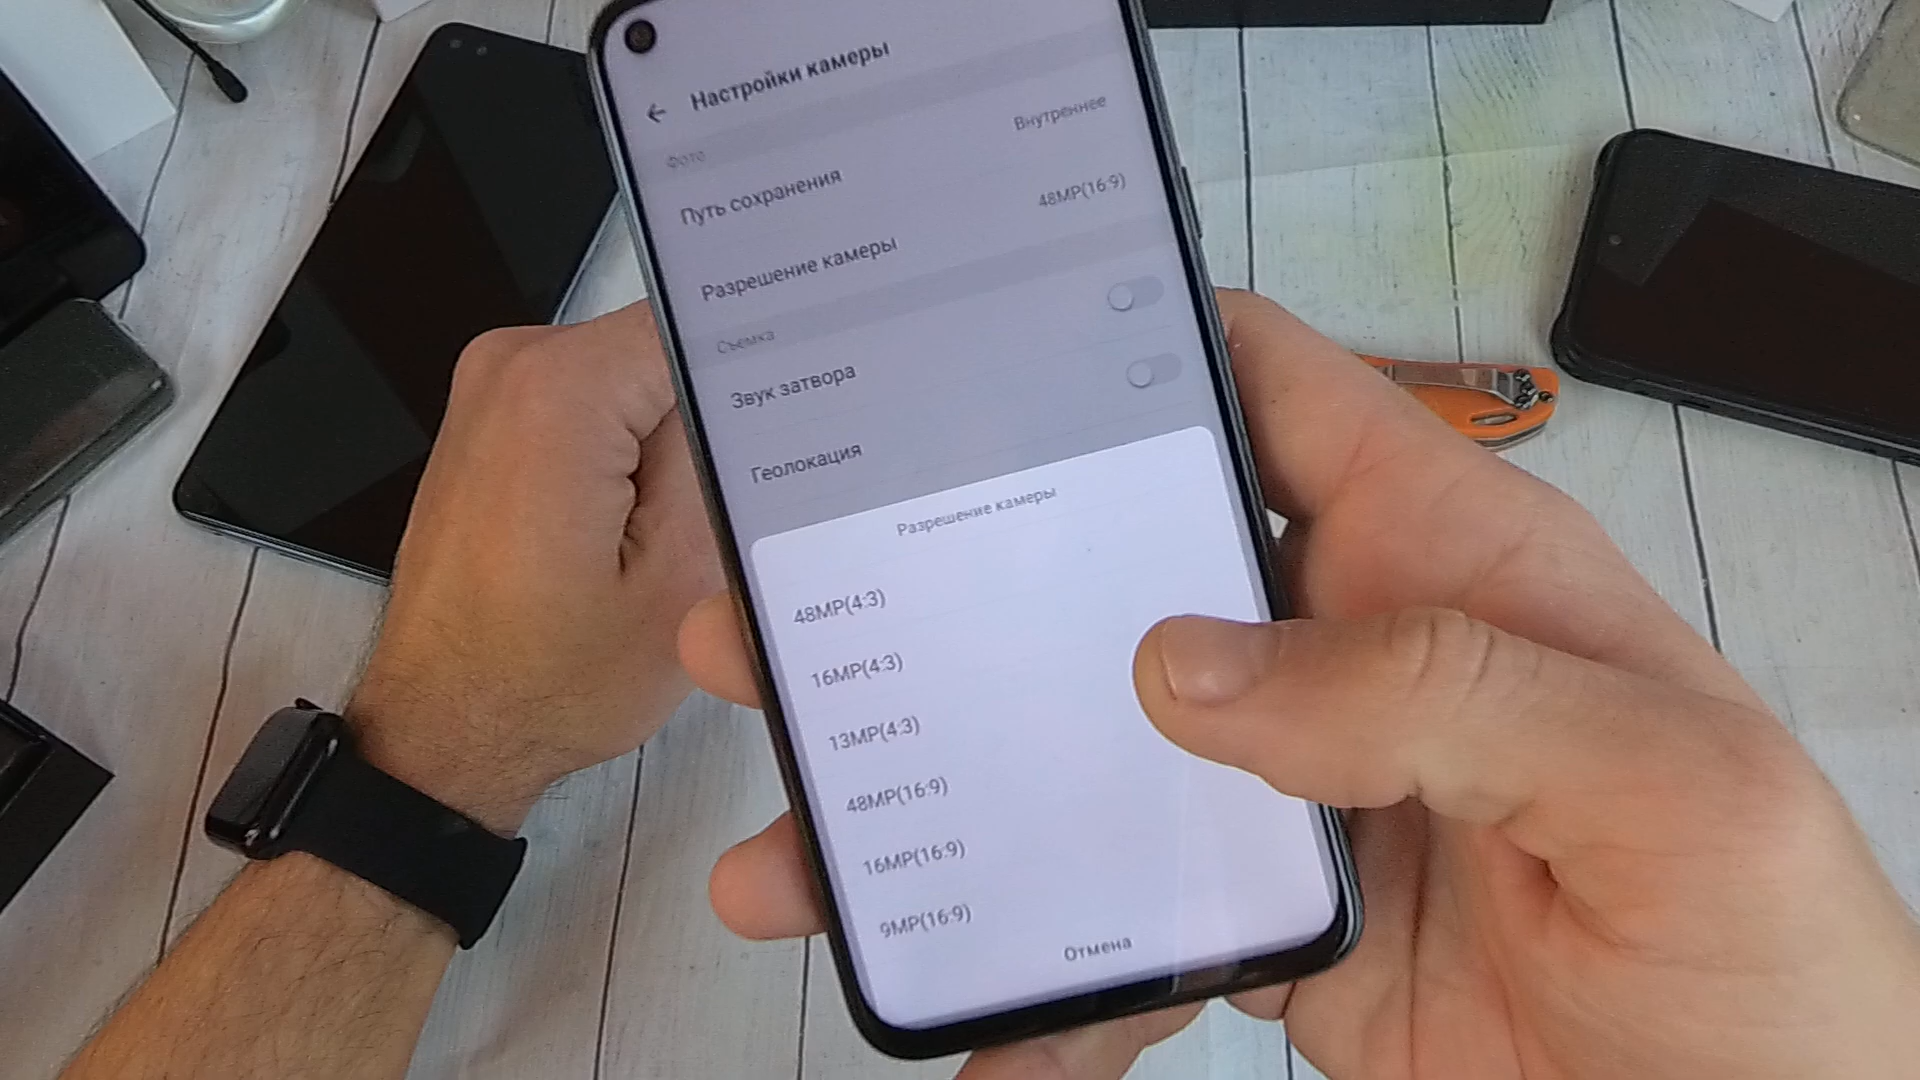 Настройки камеры
Фото
Путь сохранения
Внутреннее
Разрешение камеры
48MP(16:9)
Съемка
Звук затвора
Геолокация
Разрешение камеры
48MP(4:3)
16MP(4:3)
13MP(4:3)
48MP(16:9)
16MP(16:9)
9MP(16:9)
Отмена